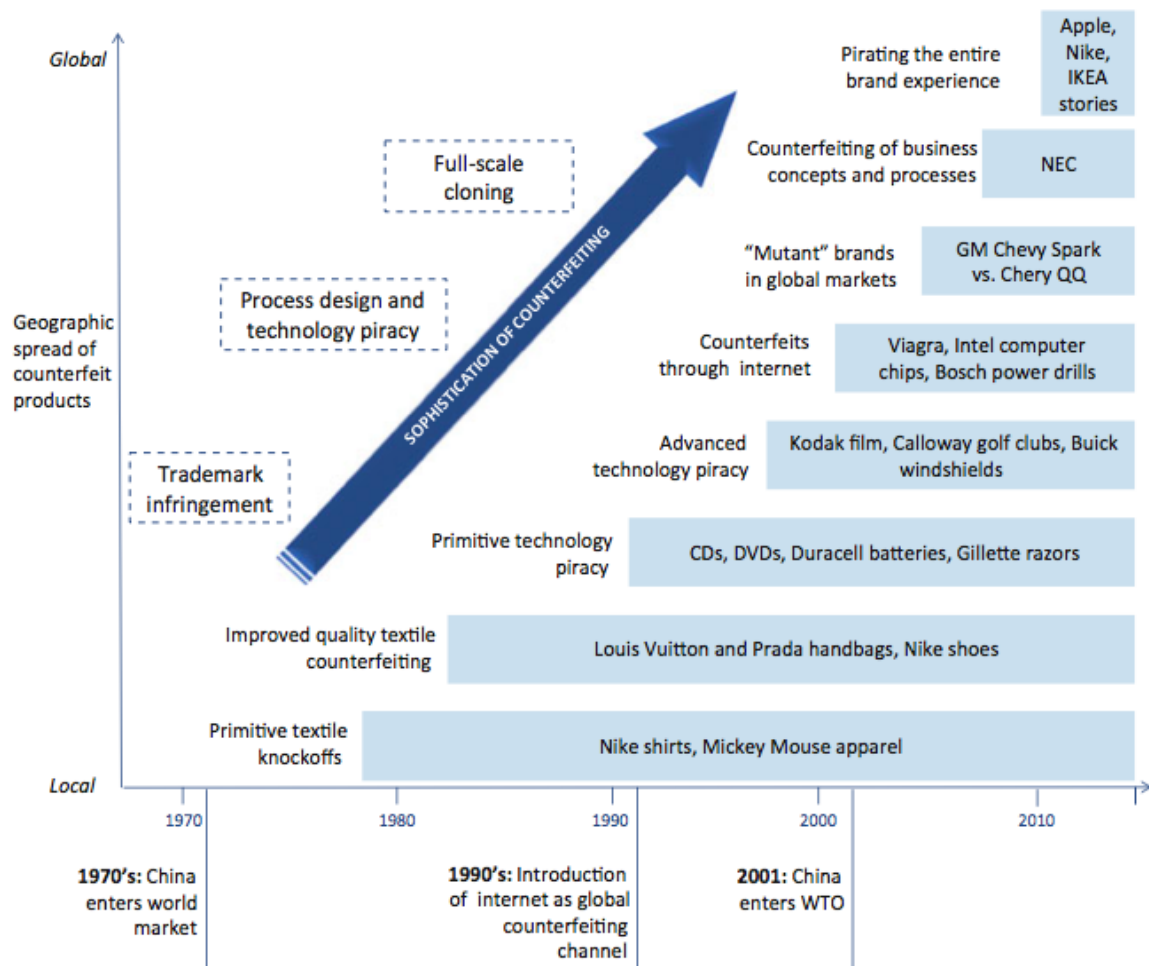 Global
Pirating the entire
brand experience
Apple,
Nike,
IKEA
stories
Full-scale
cloning
Counterfeiting of business
concepts and processes
NEC
“Mutant” brands
in global markets
GM Chevy Spark
vs. Chery QQ
Process design and
technology piracy
SOPHISTICATION OF COUNTERFEITING
Geographic
spread of
counterfeit
products
Counterfeits
through internet
Viagra, Intel computer
chips, Bosch power drills
Advanced
technology piracy
Kodak film, Calloway golf clubs, Buick
windshields
Trademark
infringement
Primitive technology
piracy
CDs, DVDs, Duracell batteries, Gillette razors
Improved quality textile
counterfeiting
Louis Vuitton and Prada handbags, Nike shoes
Primitive textile
knockoffs
Nike shirts, Mickey Mouse apparel
Local
1970 1980 1990 2000 2010
1970’s: China
enters world
market
1990’s: Introduction
of internet as global
counterfeiting
channel
2001: China
enters WTO